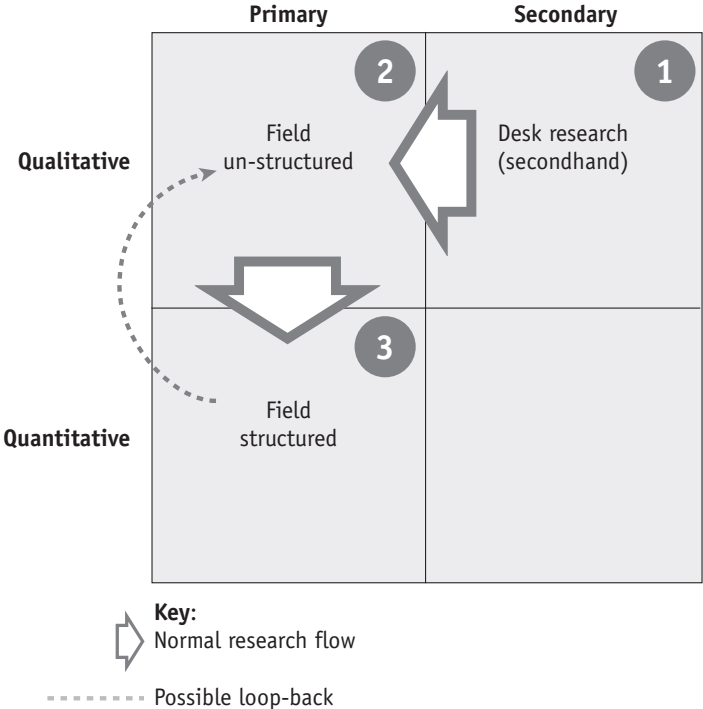 Primary
Secondary
2
1
Qualitative
Field
un-structured
Desk research
(secondhand)
3
Quantitative
Field
structured
Key:
Normal research flow
Possible loop-back